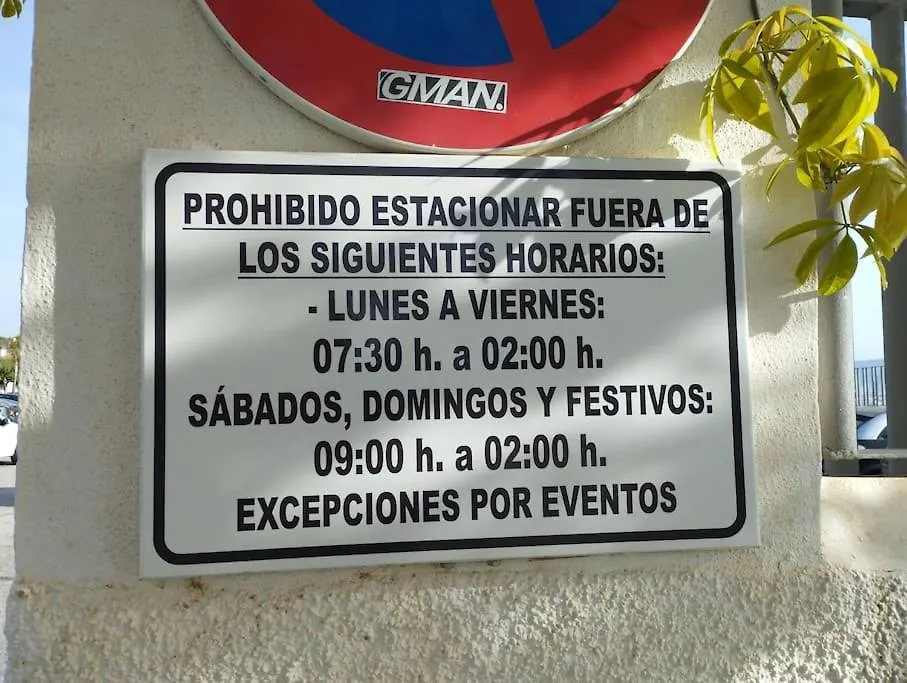 GMAN.
PROHIBIDO ESTACIONAR FUERA DE
LOS SIGUIENTES HORARIOS:
- LUNES A VIERNES:
07:30 h. a 02:00 h.
SÁBADOS, DOMINGOS Y FESTIVOS:
09:00 h. a 02:00 h.
EXCEPCIONES POR EVENTOS